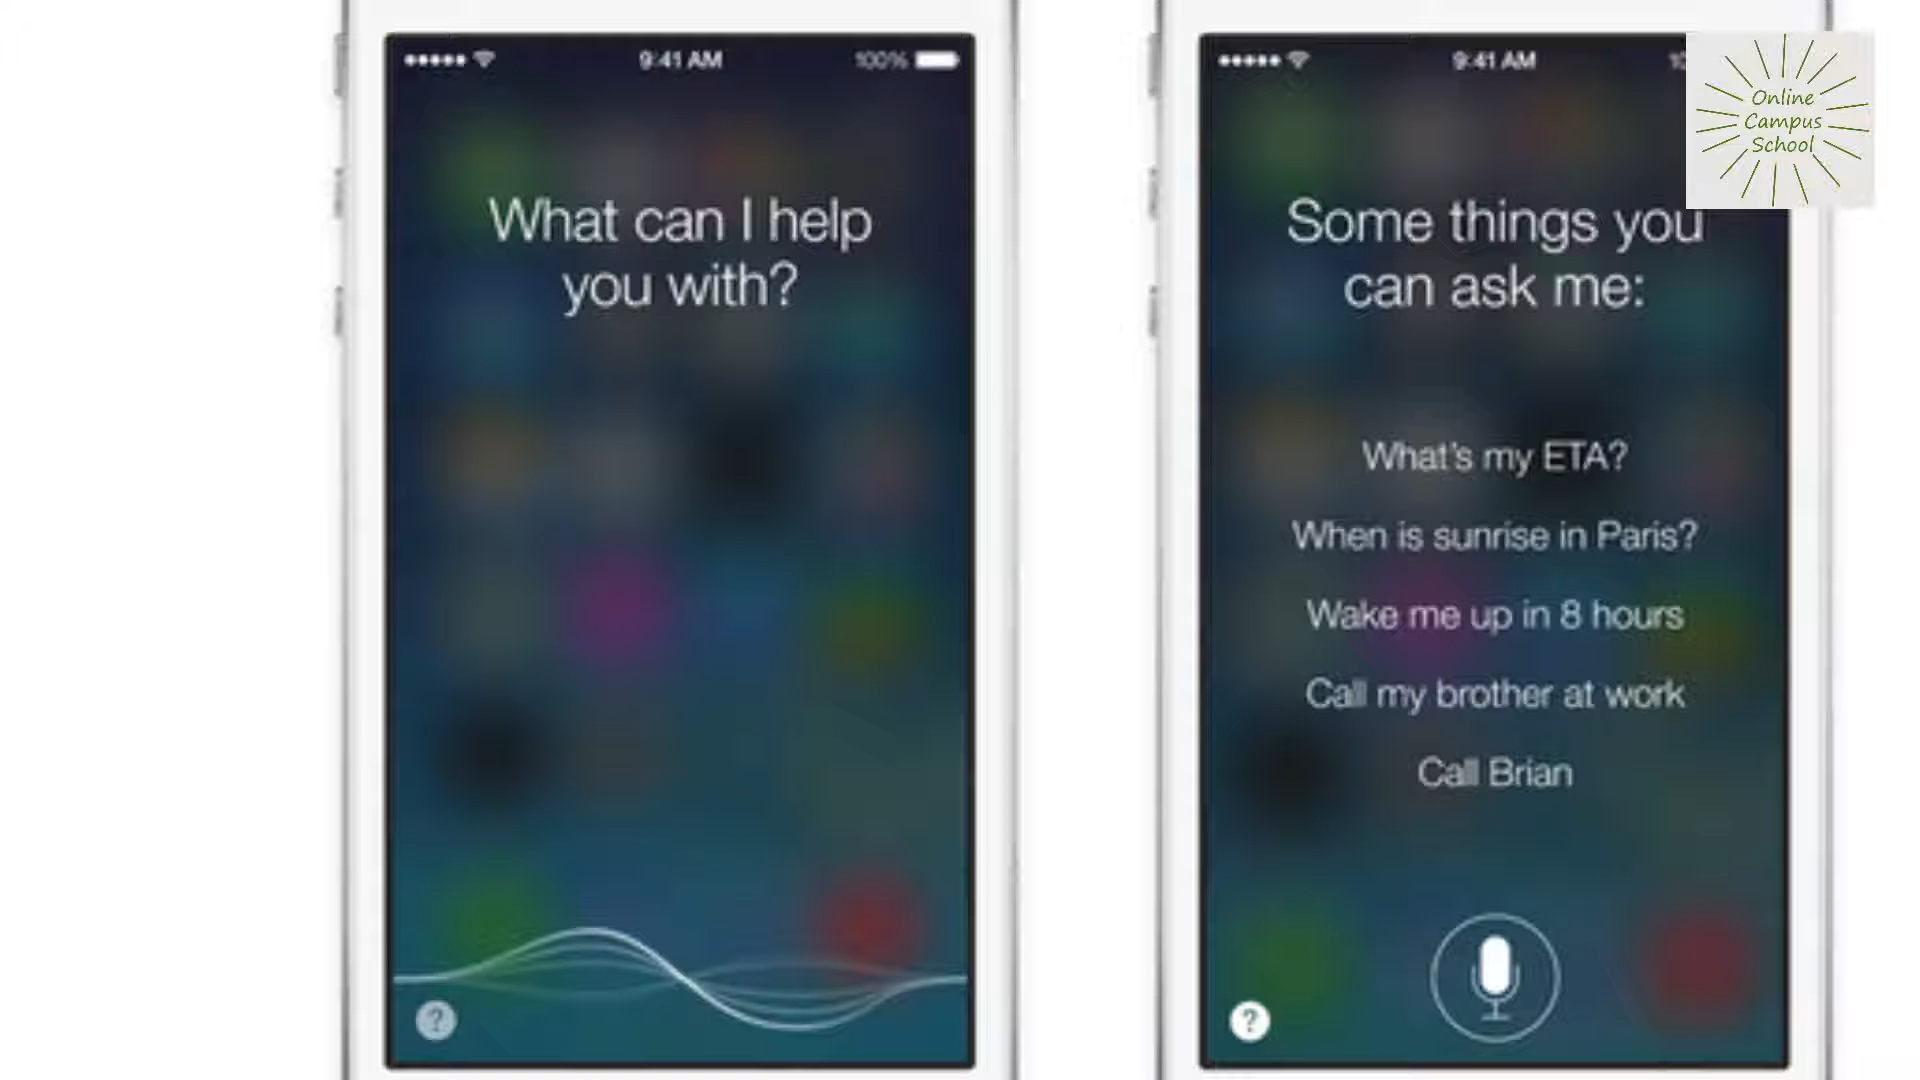 9:41 AM
100%
What can I help
you with?
?
9:41 AM
Some things you
can ask me:
What's my ETA?
When is sunrise in Paris?
Wake me up in 8 hours
Call my brother at work
Call Brian
?
Online
Campus
School